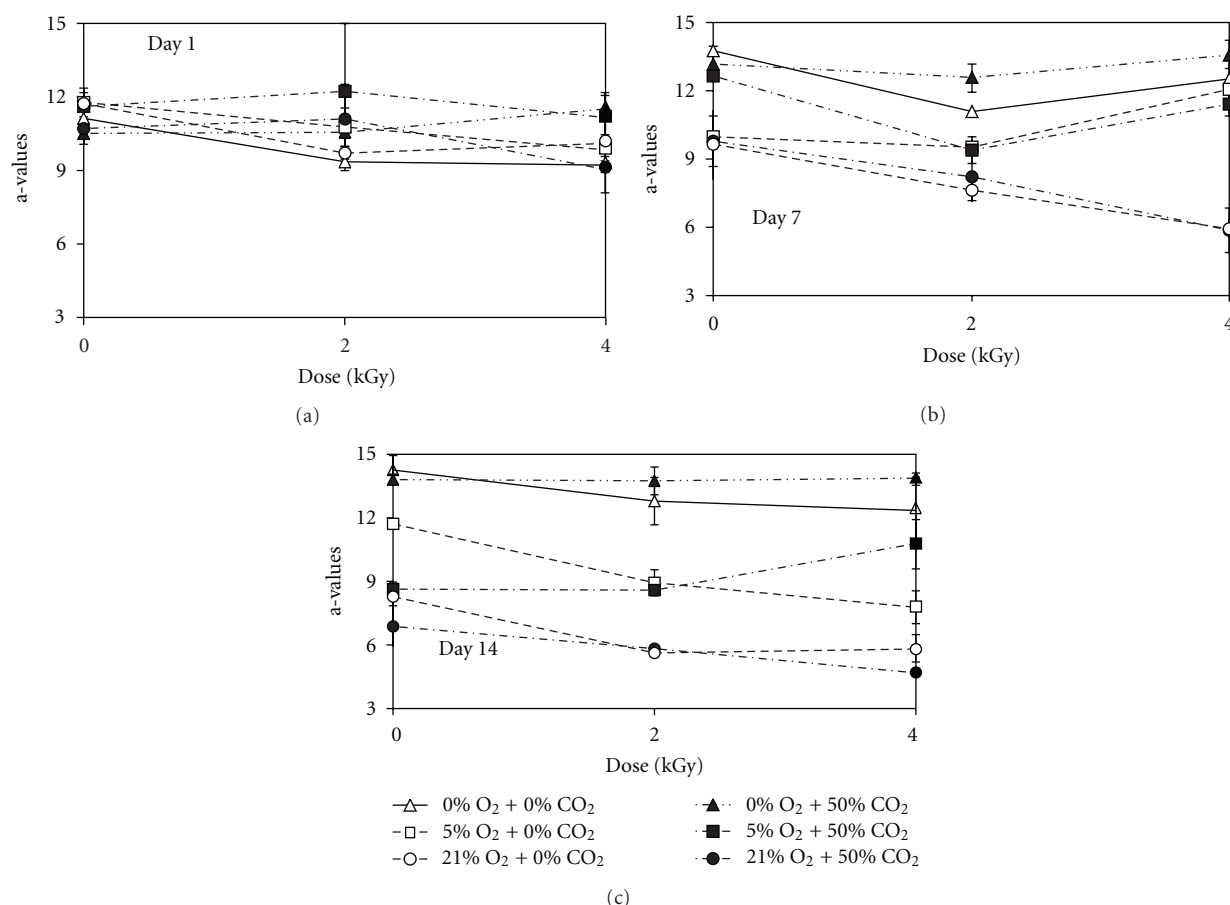 15
12
9
6
3
a-values
Day 1
0
2
4
Dose (kGy)
(a)
15
12
9
6
3
a-values
Day 7
0
2
4
Dose (kGy)
(b)
15
12
9
6
3
a-values
Day 14
0
2
4
Dose (kGy)
0% O₂ + 0% CO₂
5% O₂ + 0% CO₂
21% O₂ + 0% CO₂
0% O₂ + 50% CO₂
5% O₂ + 50% CO₂
21% O₂ + 50% CO₂
(c)